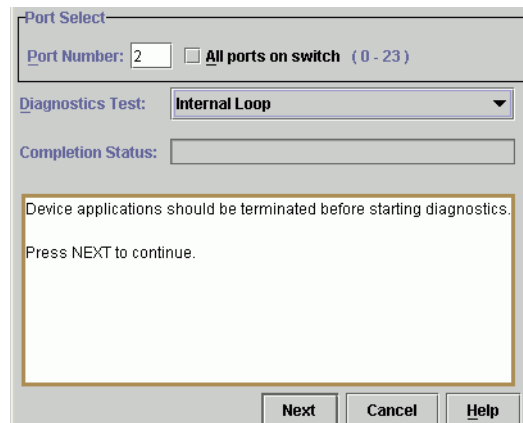 Port Select
Port Number: 2 All ports on switch ( 0 - 23 )
Diagnostics Test: Internal Loop
Completion Status:
Device applications should be terminated before starting diagnostics.
Press NEXT to continue.
Next Cancel Help